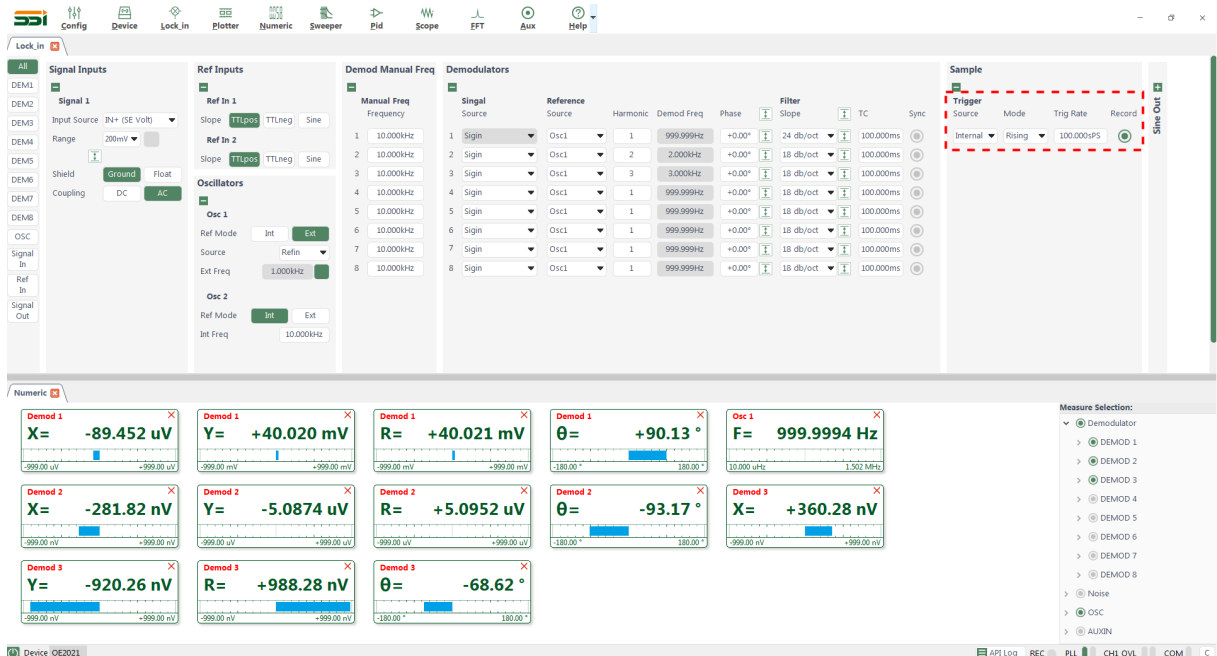 SSI Config Device Lock_in Plotter Numeric Sweeper Pid Scope FFT Aux Help
Lock_in
All
DEM1
DEM2
DEM3
DEM4
DEM5
DEM6
DEM7
DEM8
OSC
Signal
In
Ref
In
Signal
Out
Signal Inputs
Signal 1
Input Source IN+ (SE Volt)
Range 200mV
Shield Ground Float
Coupling DC AC
Ref Inputs
Ref In 1
Slope TTLpos TTLneg Sine
Ref In 2
Slope TTLpos TTLneg Sine
Oscillators
Osc 1
Ref Mode Int Ext
Source Refin
Ext Freq 1.000kHz
Osc 2
Ref Mode Int Ext
Int Freq 10.000kHz
Demod Manual Freq
Manual Freq
Frequency
1 10.000kHz
2 10.000kHz
3 10.000kHz
4 10.000kHz
5 10.000kHz
6 10.000kHz
7 10.000kHz
8 10.000kHz
Demodulators
Singal Reference Filter
Source Source Harmonic Demod Freq Phase Slope TC Sync
1 Sigin Osc1 1 999.999Hz +0.00° 24 db/oct 100.000ms
2 Sigin Osc1 2 2.000kHz +0.00° 18 db/oct 100.000ms
3 Sigin Osc1 3 3.000kHz +0.00° 18 db/oct 100.000ms
4 Sigin Osc1 1 999.999Hz +0.00° 18 db/oct 100.000ms
5 Sigin Osc1 1 999.999Hz +0.00° 18 db/oct 100.000ms
6 Sigin Osc1 1 999.999Hz +0.00° 18 db/oct 100.000ms
7 Sigin Osc1 1 999.999Hz +0.00° 18 db/oct 100.000ms
8 Sigin Osc1 1 999.999Hz +0.00° 18 db/oct 100.000ms
Sample
Trigger
Source Mode Trig Rate Record
Internal Rising 100.000sPS
Sine Out
Numeric
Demod 1
X= -89.452 uV
-999.00 uV +999.00 uV
Demod 1
Y= +40.020 mV
-999.00 mV +999.00 mV
Demod 1
R= +40.021 mV
-999.00 mV +999.00 mV
Demod 1
θ= +90.13 °
-180.00 ° 180.00 °
Osc 1
F= 999.9994 Hz
10.000 uHz 1.502 MHz
Demod 2
X= -281.82 nV
-999.00 nV +999.00 nV
Demod 2
Y= -5.0874 uV
-999.00 uV +999.00 uV
Demod 2
R= +5.0952 uV
-999.00 uV +999.00 uV
Demod 2
θ= -93.17 °
-180.00 ° 180.00 °
Demod 3
X= +360.28 nV
-999.00 nV +999.00 nV
Demod 3
Y= -920.26 nV
-999.00 nV +999.00 nV
Demod 3
R= +988.28 nV
-999.00 nV +999.00 nV
Demod 3
θ= -68.62 °
-180.00 ° 180.00 °
Measure Selection:
Demodulator
DEMOD 1
DEMOD 2
DEMOD 3
DEMOD 4
DEMOD 5
DEMOD 6
DEMOD 7
DEMOD 8
Noise
OSC
AUXIN
Device OE2021 API Log REC PLL CH1 OVL COM C